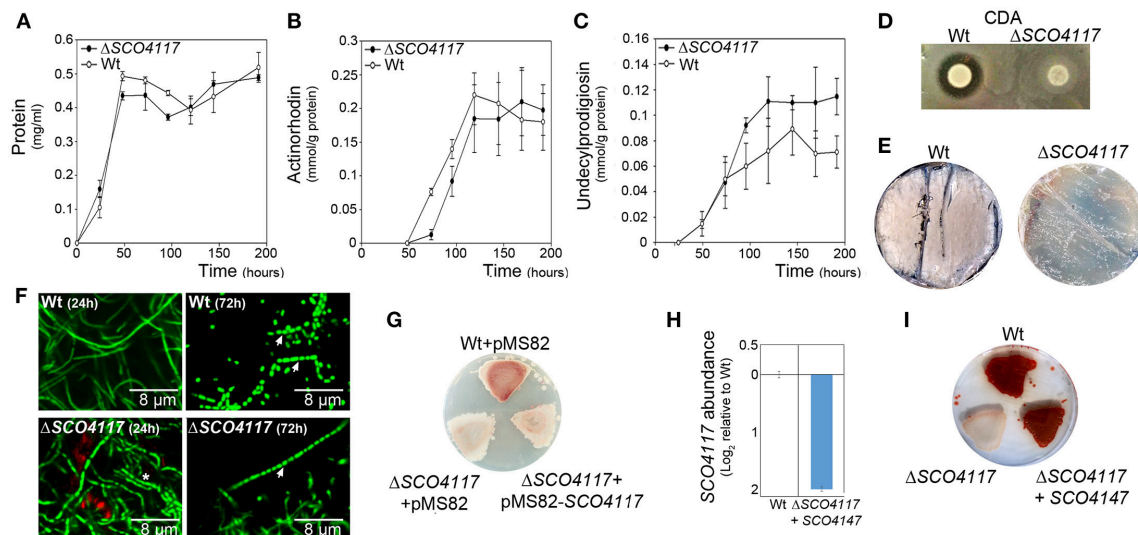 A
ΔSCO4117
Wt
Protein
(mg/ml)
0.6
0.5
0.4
0.3
0.2
0.1
0
0
50
100
150
200
Time (hours)
B
ΔSCO4117
Wt
Actinorhodin
(mmol/g protein)
0.3
0.25
0.2
0.15
0.1
0.05
0
0
50
100
150
200
Time (hours)
C
ΔSCO4117
Wt
Undecylprodigiosin
(mmol/g protein)
0.16
0.14
0.12
0.10
0.08
0.06
0.04
0.02
0
0
50
100
150
200
Time (hours)
D
CDA
Wt ΔSCO4117
E
Wt
ΔSCO4117
F
Wt (24h)
8 µm
Wt (72h)
8 µm
ΔSCO4117 (24h)
*
8 µm
ΔSCO4117 (72h)
8 µm
G
Wt+pMS82
ΔSCO4117
+pMS82
ΔSCO4117+
pMS82-SCO4117
H
SCO4117 abundance
(Log2 relative to Wt)
0.5
0
1
2
Wt
ΔSCO4117
+ SCO4147
I
Wt
ΔSCO4117
ΔSCO4117
+ SCO4147